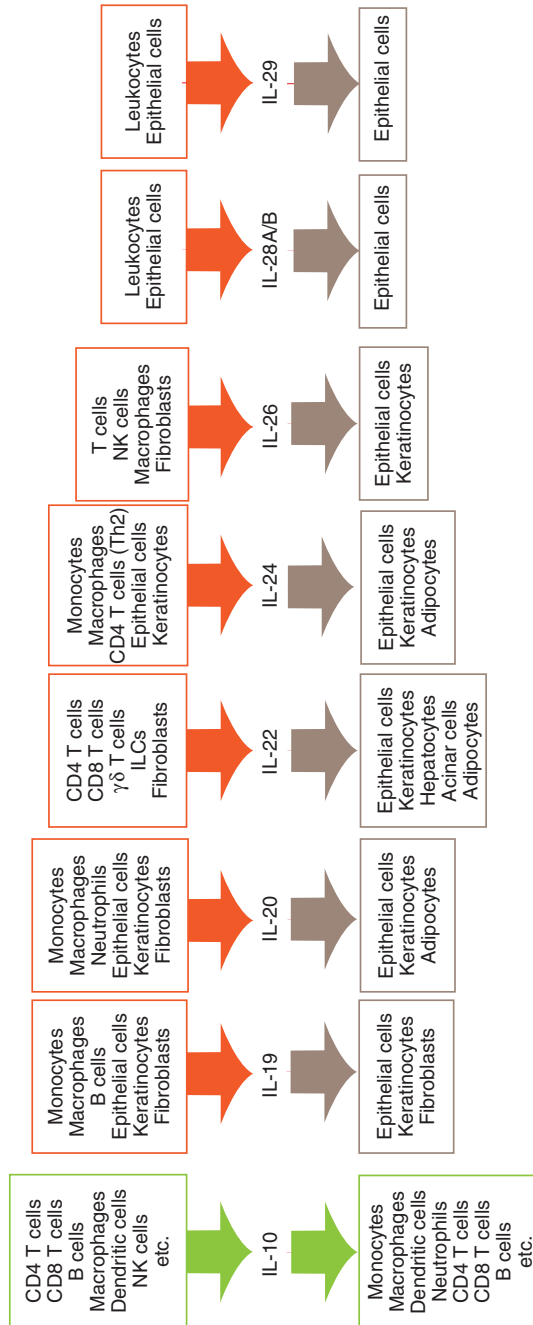 CD4 T cells
CD8 T cells
B cells
Macrophages
Dendritic cells
NK cells
etc.
IL-10
Monocytes
Macrophages
Dendritic cells
Neutrophils
CD4 T cells
CD8 T cells
B cells
etc.
Monocytes
Macrophages
B cells
Epithelial cells
Keratinocytes
Fibroblasts
IL-19
Epithelial cells
Keratinocytes
Fibroblasts
Monocytes
Macrophages
Neutrophils
Epithelial cells
Keratinocytes
Fibroblasts
IL-20
Epithelial cells
Keratinocytes
Adipocytes
CD4 T cells
CD8 T cells
γδ T cells
ILCs
Fibroblasts
IL-22
Epithelial cells
Keratinocytes
Hepatocytes
Acinar cells
Adipocytes
Monocytes
Macrophages
CD4 T cells (Th2)
Epithelial cells
Keratinocytes
IL-24
Epithelial cells
Keratinocytes
Adipocytes
T cells
NK cells
Macrophages
Fibroblasts
IL-26
Epithelial cells
Keratinocytes
Leukocytes
Epithelial cells
IL-28A/B
Epithelial cells
Leukocytes
Epithelial cells
IL-29
Epithelial cells